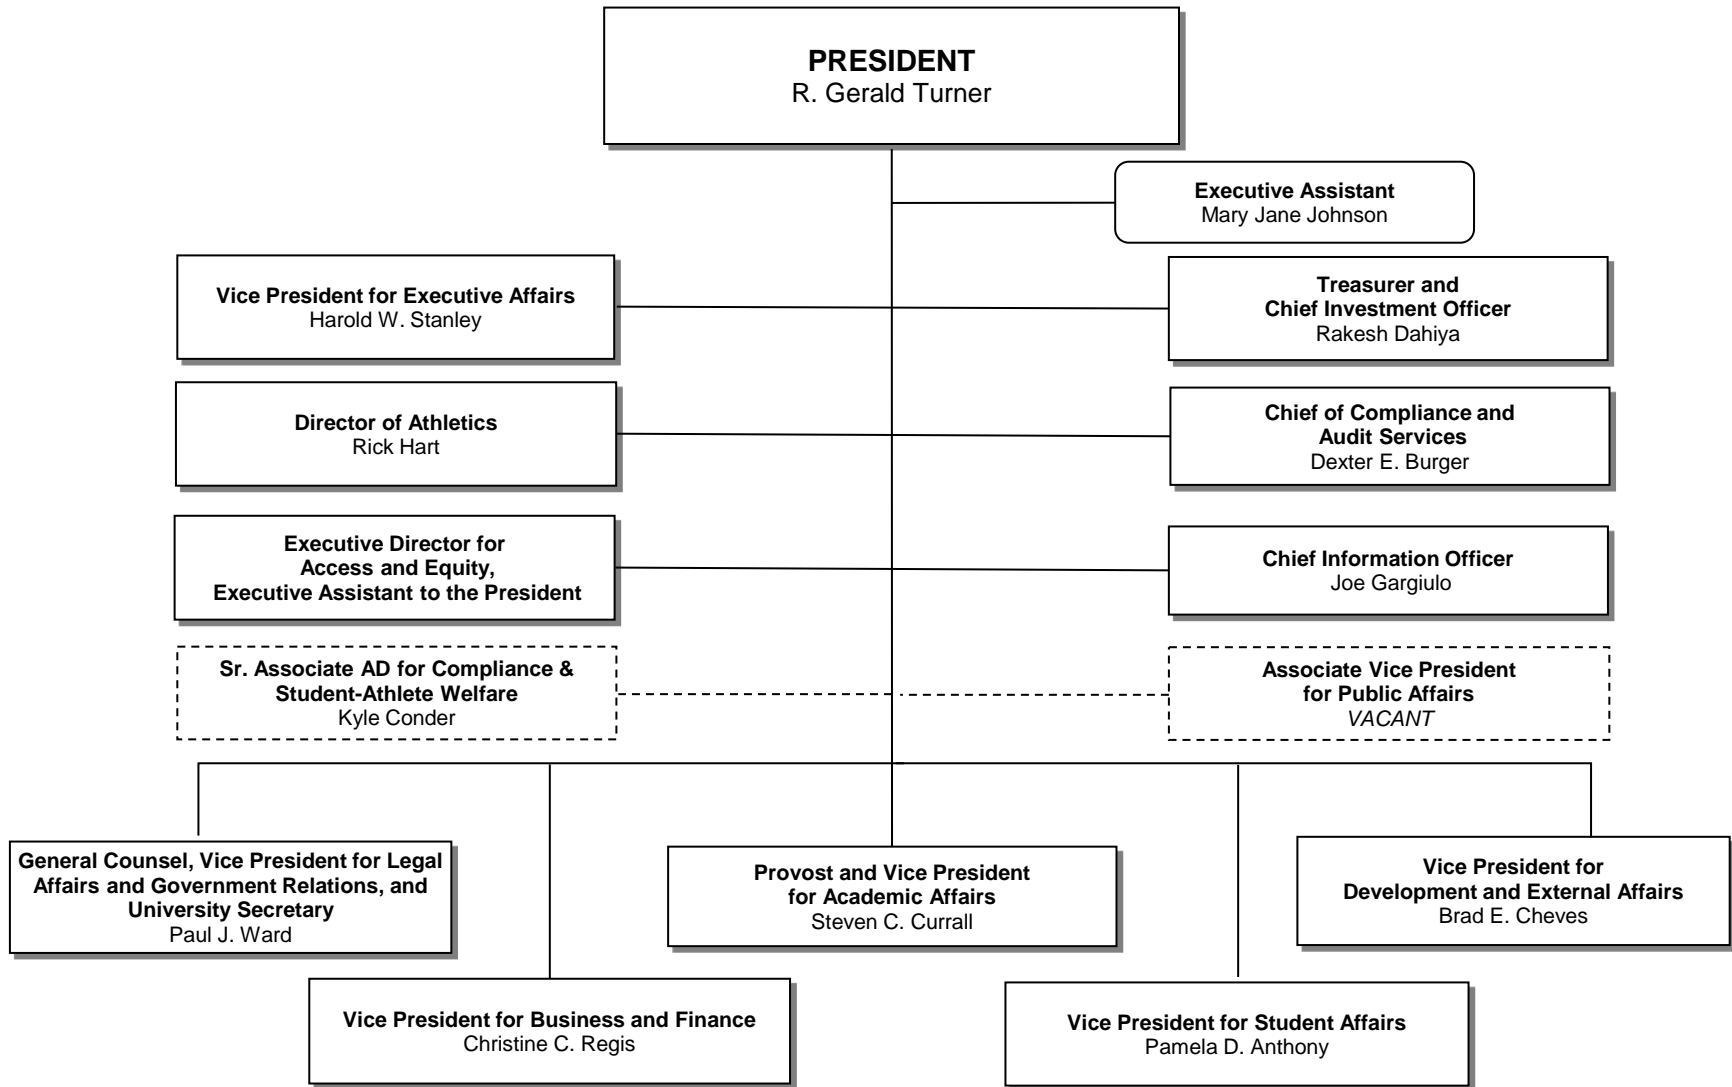 PRESIDENT
R. Gerald Turner
Executive Assistant
Mary Jane Johnson
Vice President for Executive Affairs
Harold W. Stanley
Treasurer and
Chief Investment Officer
Rakesh Dahiya
Director of Athletics
Rick Hart
Chief of Compliance and
Audit Services
Dexter E. Burger
Executive Director for
Access and Equity,
Executive Assistant to the President
Chief Information Officer
Joe Gargiulo
Sr. Associate AD for Compliance &
Student-Athlete Welfare
Kyle Conder
Associate Vice President
for Public Affairs
VACANT
General Counsel, Vice President for Legal
Affairs and Government Relations, and
University Secretary
Paul J. Ward
Provost and Vice President
for Academic Affairs
Steven C. Currall
Vice President for
Development and External Affairs
Brad E. Cheves
Vice President for Business and Finance
Christine C. Regis
Vice President for Student Affairs
Pamela D. Anthony